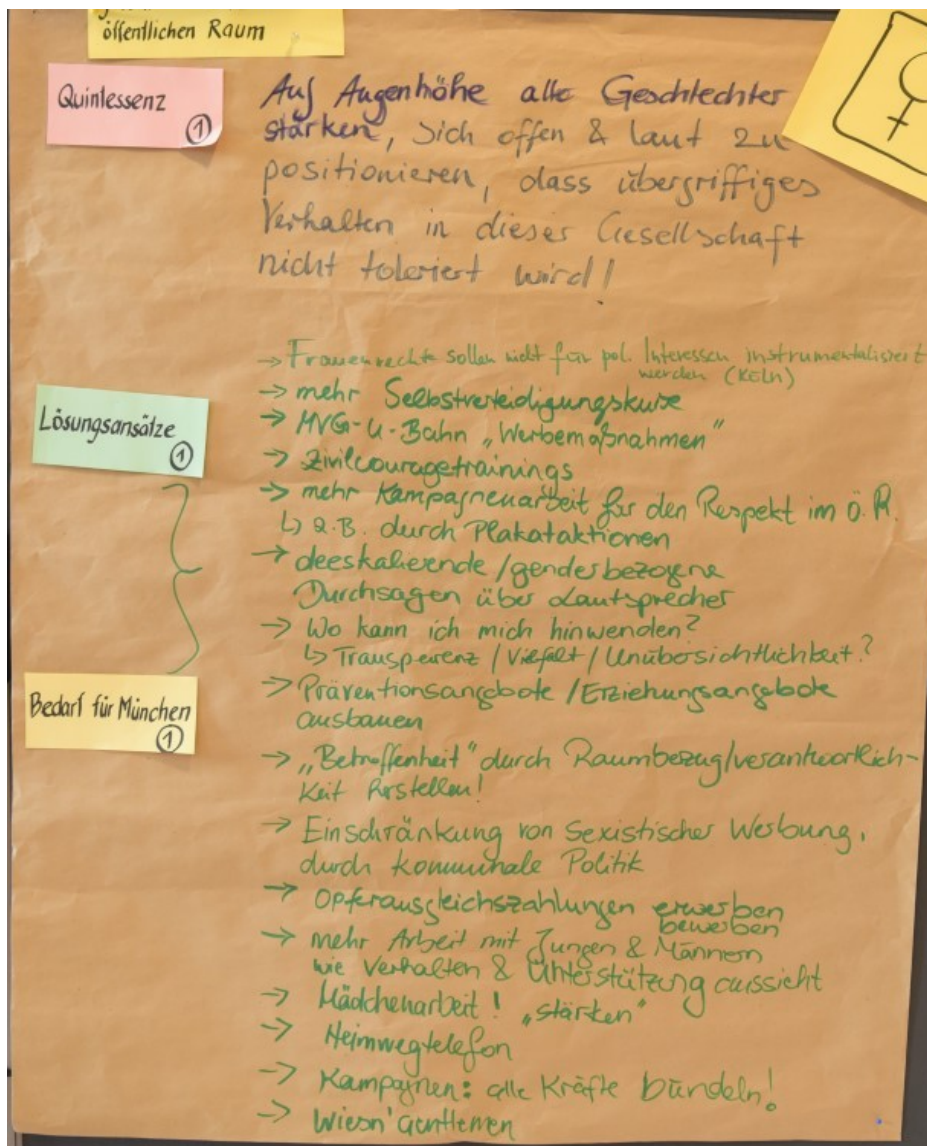 öffentlichen Raum
Quintessenz
①
Auf Augenhöhe alle Geschlechter
stärken, sich offen & laut zu
positionieren, dass übergriffiges
Verhalten in dieser Gesellschaft
nicht toleriert wird!
→ Frauenrechte sollen nicht für pol. Interessen instrumentalisiert
werden (Köln)
Lösungsansätze
①
→ mehr Selbstverteidigungskurse
→ MVG-U-Bahn „Werbemaßnahmen"
→ Zivilcouragetrainings
→ mehr Kampagnenarbeit für den Respekt im ö.R.
↳ z.B. durch Plakataktionen
→ deeskalierende/genderbezogene
Durchsagen über Lautsprecher
→ Wo kann ich mich hinwenden?
↳ Transparenz/Vielfalt/Unübersichtlichkeit?
Bedarf für München
①
→ Präventionsangebote/Erziehungsangebote
ausbauen
→ „Betroffenheit" durch Raumbezug/verantwortlich-
keit herstellen!
→ Einschränkung von sexistischer Werbung,
durch kommunale Politik
→ Opferausgleichszahlungen erwerben
bewerben
→ mehr Arbeit mit Jungen & Männern
wie Verhalten & Unterstützung aussieht
→ Mädchenarbeit! „stärken"
→ Heimwegtelefon
→ Kampagnen: alle Kräfte bündeln!
→ Wiesn'Gentlemen